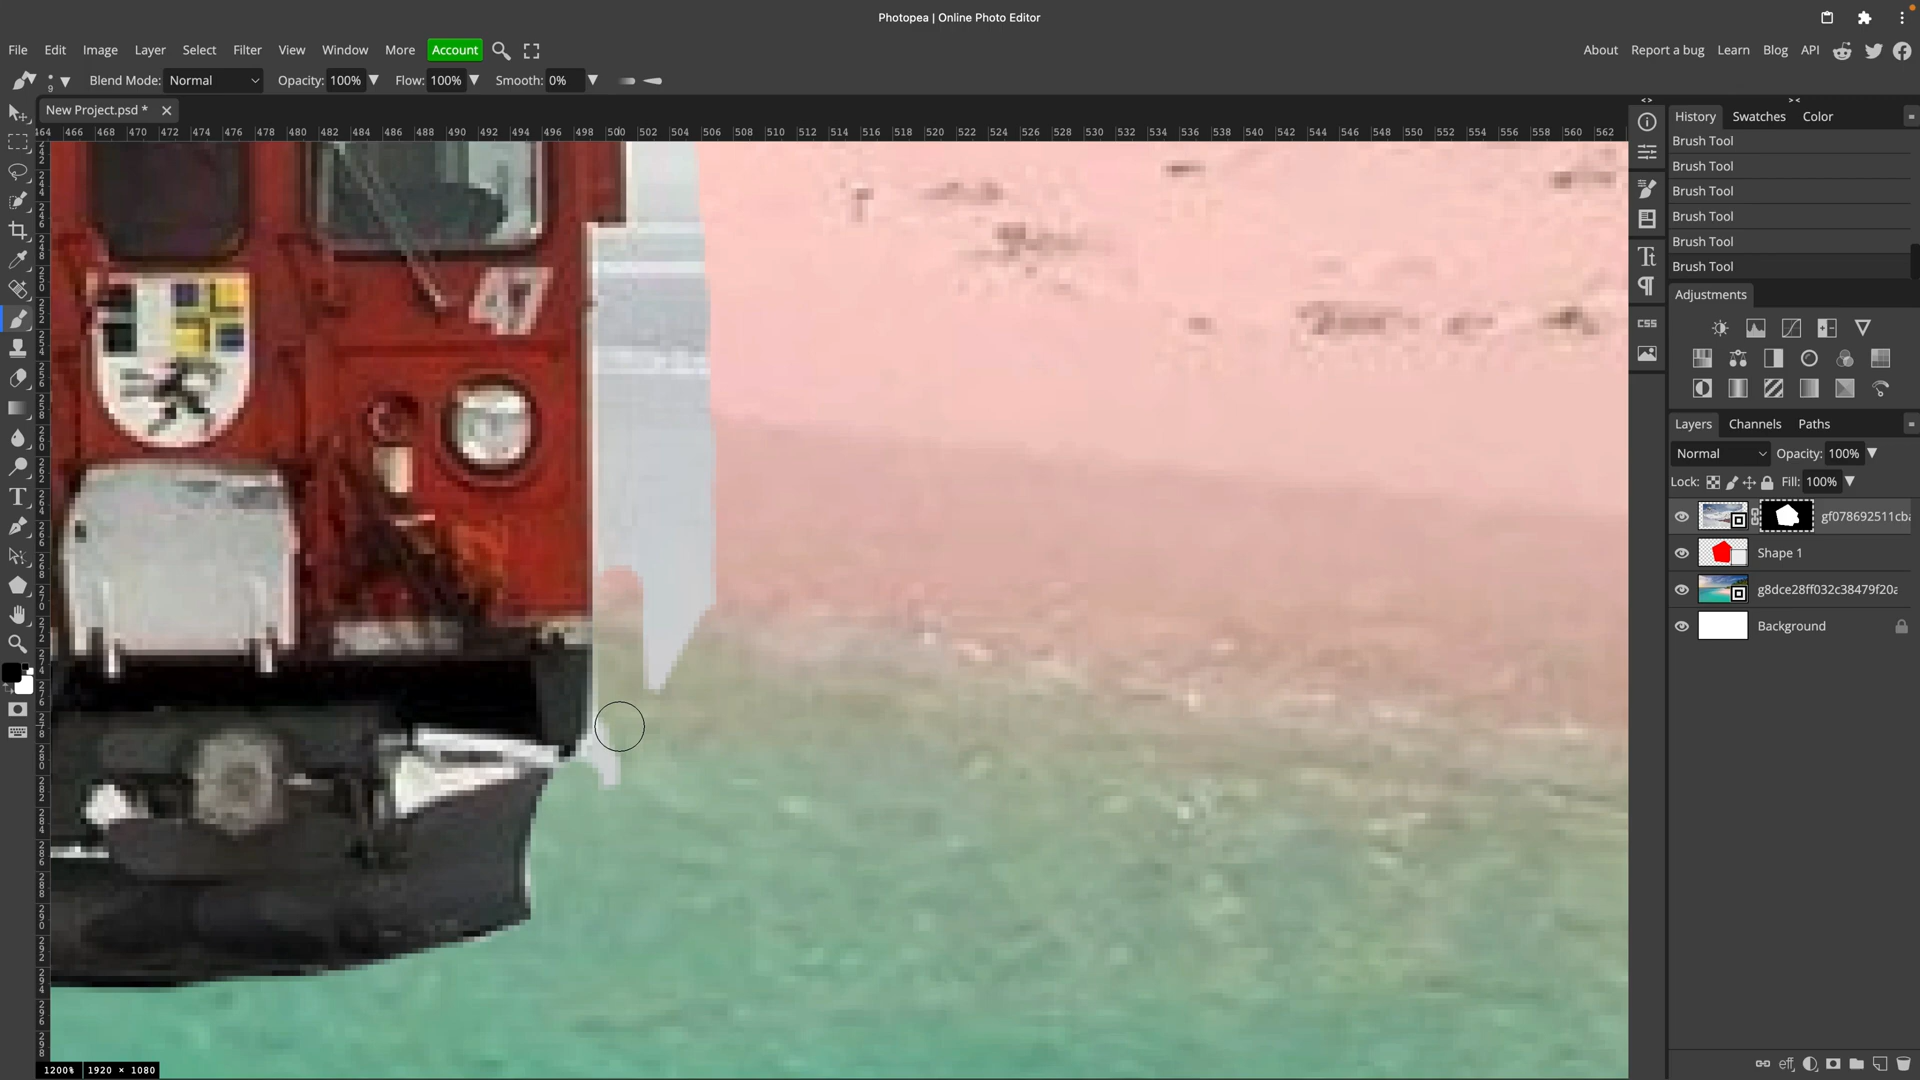 Photopea | Online Photo Editor
File Edit Image Layer Select Filter View Window More Account
About Report a bug Learn Blog API
9 Blend Mode: Normal Opacity: 100% Flow: 100% Smooth: 0%
New Project.psd *
464 466 468 470 472 474 476 478 480 482 484 486 488 490 492 494 496 498 500 502 504 506 508 510 512 514 516 518 520 522 524 526 528 530 532 534 536 538 540 542 544 546 548 550 552 554 556 558 560 562
History Swatches Color
Brush Tool
Brush Tool
Brush Tool
Brush Tool
Brush Tool
Brush Tool
Adjustments
CSS
Layers Channels Paths
Normal Opacity: 100%
Lock: Fill: 100%
gf078692511cba
Shape 1
g8dce28ff032c38479f20a
Background
1200% 1920 × 1080